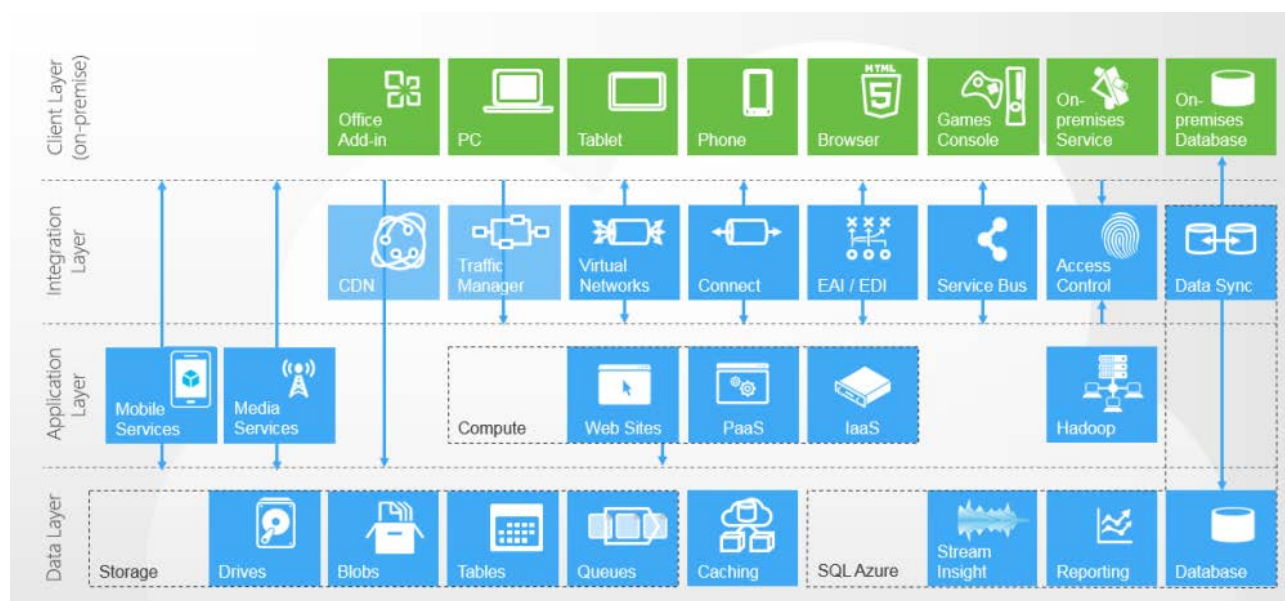 Client Layer
(on-premise)
Office
Add-in
PC
Tablet
Phone
HTML
5
Browser
Games
Console
On-
premises
Service
On-
premises
Database
Integration
Layer
CDN
Traffic
Manager
Virtual
Networks
Connect
EAI / EDI
Service Bus
Access
Control
Data Sync
Application
Layer
Mobile
Services
Media
Services
Compute
Web Sites
PaaS
IaaS
Hadoop
Data Layer
Storage
Drives
Blobs
Tables
Queues
Caching
SQL Azure
Stream
Insight
Reporting
Database